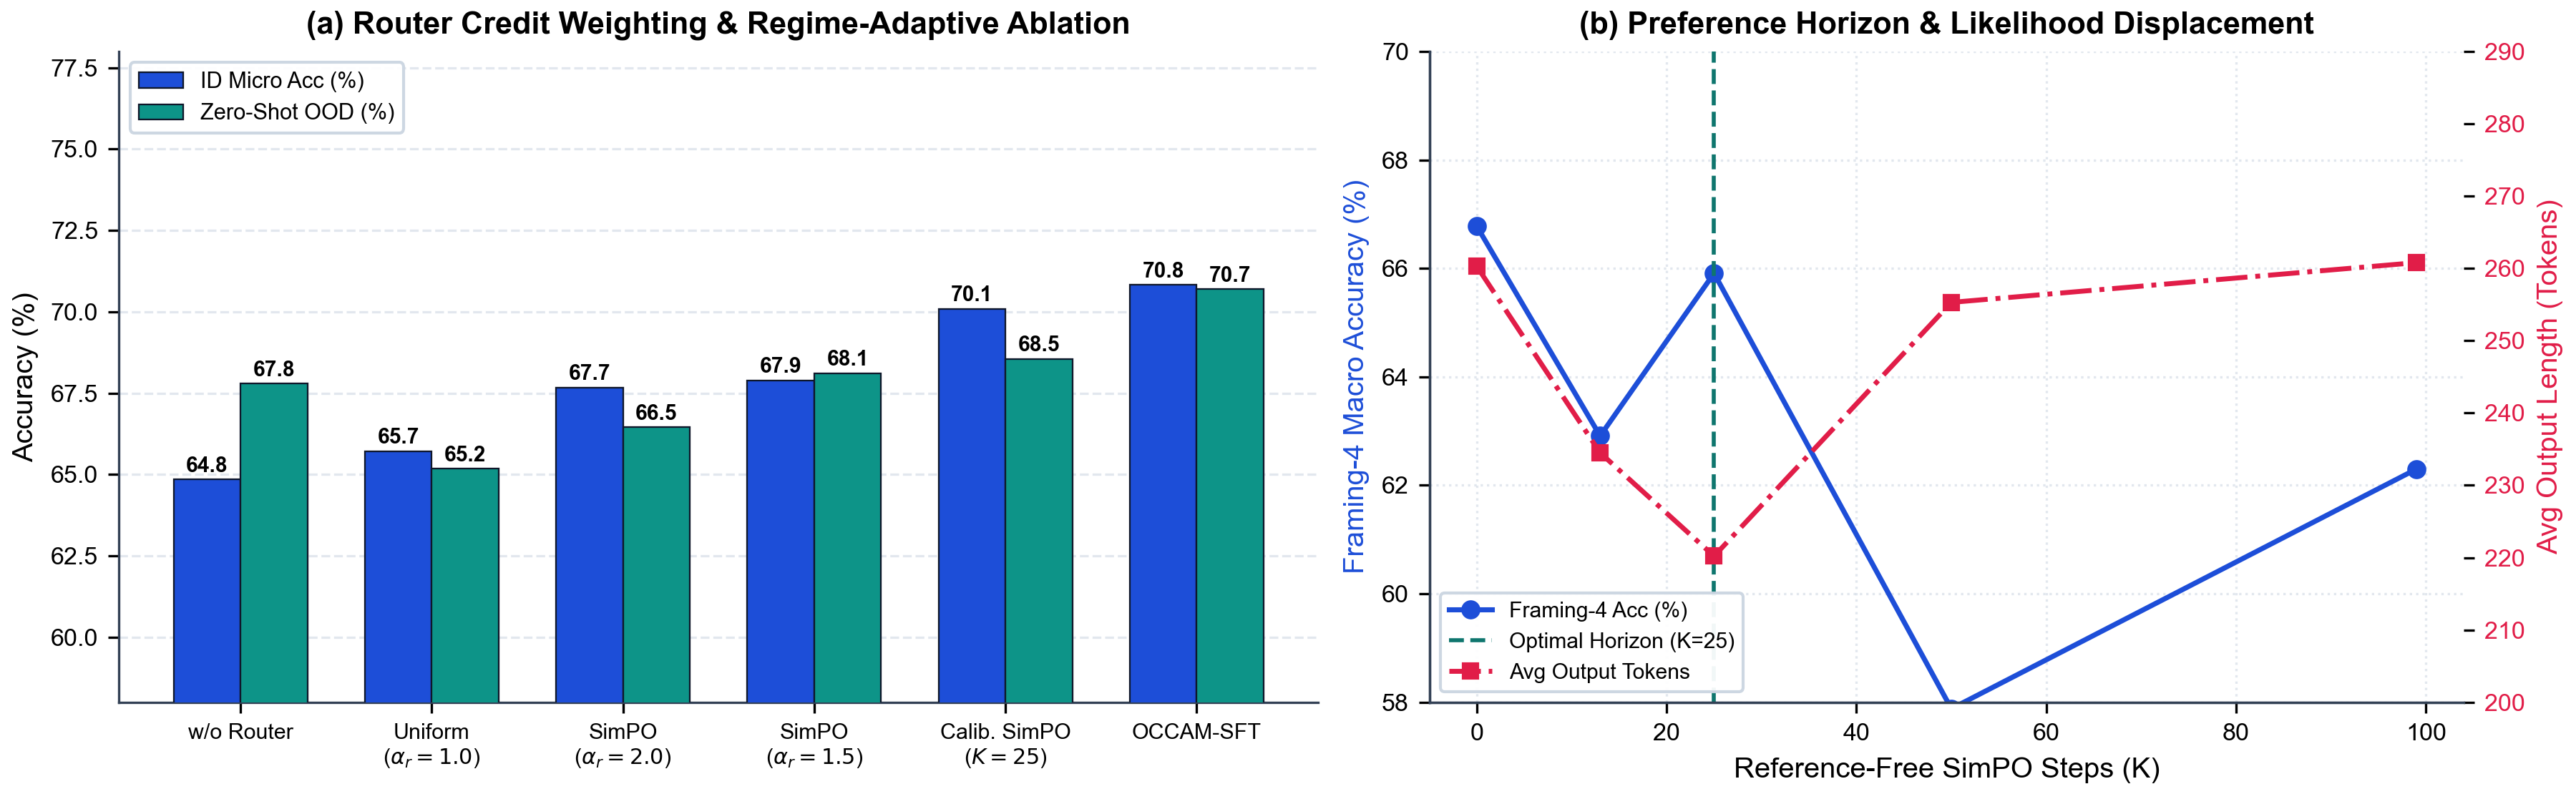 (a) Router Credit Weighting & Regime-Adaptive Ablation
Accuracy (%)
77.5
75.0
72.5
70.0
67.5
65.0
62.5
60.0
ID Micro Acc (%)
Zero-Shot OOD (%)
64.8
67.8
65.7
65.2
67.7
66.5
67.9
68.1
70.1
68.5
70.8
70.7
w/o Router
Uniform
(αr = 1.0)
SimPO
(αr = 2.0)
SimPO
(αr = 1.5)
Calib. SimPO
(K = 25)
OCCAM-SFT
(b) Preference Horizon & Likelihood Displacement
Framing-4 Macro Accuracy (%)
70
68
66
64
62
60
58
Framing-4 Acc (%)
Optimal Horizon (K=25)
Avg Output Tokens
0
20
40
60
80
100
Reference-Free SimPO Steps (K)
290
280
270
260
250
240
230
220
210
200
Avg Output Length (Tokens)